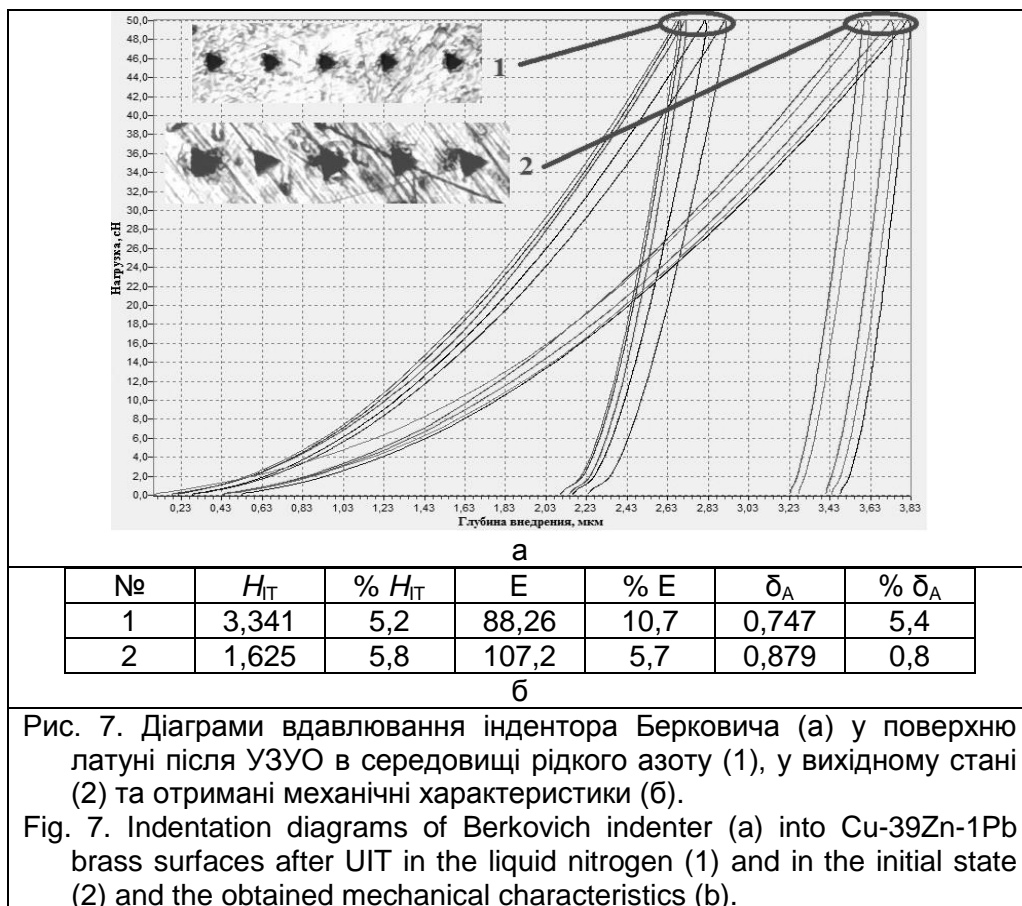 50,0
48,0
46,0
44,0
42,0
40,0
38,0
36,0
34,0
32,0
30,0
28,0
26,0
24,0
22,0
20,0
18,0
16,0
14,0
12,0
10,0
8,0
6,0
4,0
2,0
0,0
Нагрузка, сН
1
2
0,23 0,43 0,63 0,83 1,03 1,23 1,43 1,63 1,83 2,03 2,23 2,43 2,63 2,83 3,03 3,23 3,43 3,63 3,83
Глубина внедрения, мкм
а
№ H_IT % H_IT E % E δ_A % δ_A
1 3,341 5,2 88,26 10,7 0,747 5,4
2 1,625 5,8 107,2 5,7 0,879 0,8
б
Рис. 7. Діаграми вдавлювання індентора Берковича (а) у поверхню
латуні після УЗУО в середовищі рідкого азоту (1), у вихідному стані
(2) та отримані механічні характеристики (б).
Fig. 7. Indentation diagrams of Berkovich indenter (a) into Cu-39Zn-1Pb
brass surfaces after UIT in the liquid nitrogen (1) and in the initial state
(2) and the obtained mechanical characteristics (b).